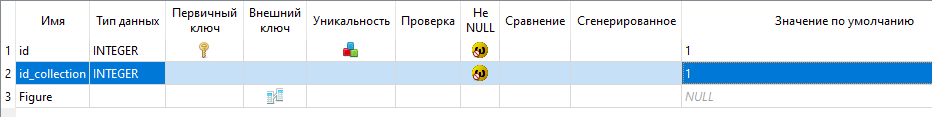 Имя Тип данных Первичный ключ Внешний ключ Уникальность Проверка Не NULL Сравнение Сгенерированное Значение по умолчанию
1 id INTEGER 1
2 id_collection INTEGER 1
3 Figure NULL